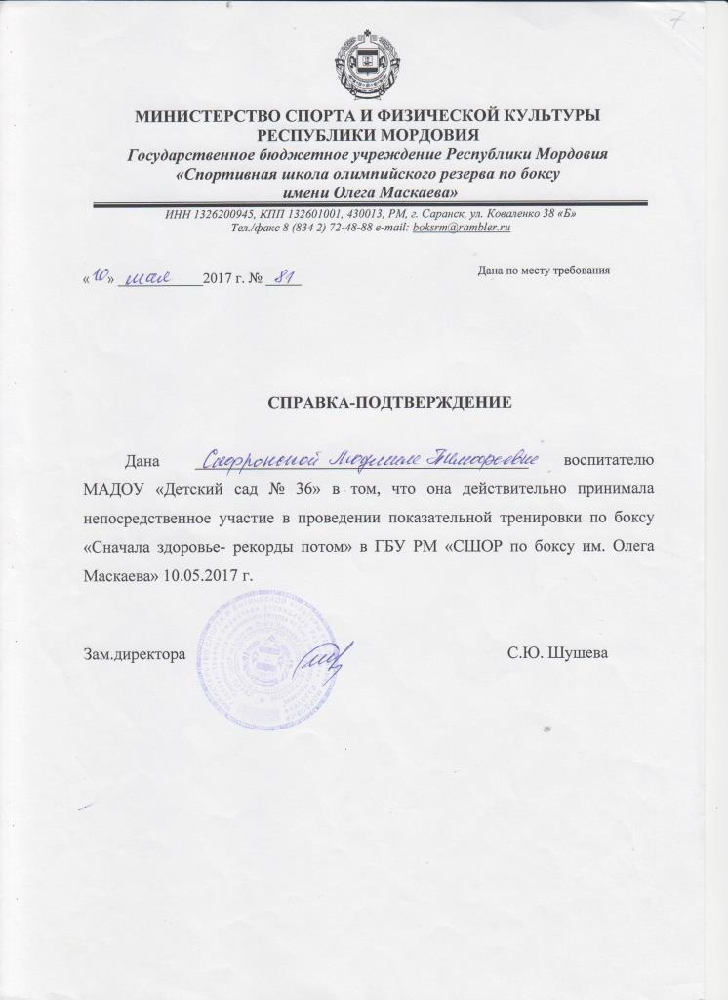 7
МИНИСТЕРСТВО СПОРТА И ФИЗИЧЕСКОЙ КУЛЬТУРЫ
РЕСПУБЛИКИ МОРДОВИЯ
Государственное бюджетное учреждение Республики Мордовия
«Спортивная школа олимпийского резерва по боксу
имени Олега Маскаева»
ИНН 1326200945, КПП 132601001, 430013, РМ, г. Саранск, ул. Коваленко 38 «Б»
Тел./факс 8 (834 2) 72-48-88 e-mail: boksrm@rambler.ru
«10» мая 2017 г. № 81
Дана по месту требования
СПРАВКА-ПОДТВЕРЖДЕНИЕ
Дана Сафронской Людмиле Тимофеевне воспитателю
МАДОУ «Детский сад № 36» в том, что она действительно принимала
непосредственное участие в проведении показательной тренировки по боксу
«Сначала здоровье- рекорды потом» в ГБУ РМ «СШОР по боксу им. Олега
Маскаева» 10.05.2017 г.
Зам.директора С.Ю. Шушева